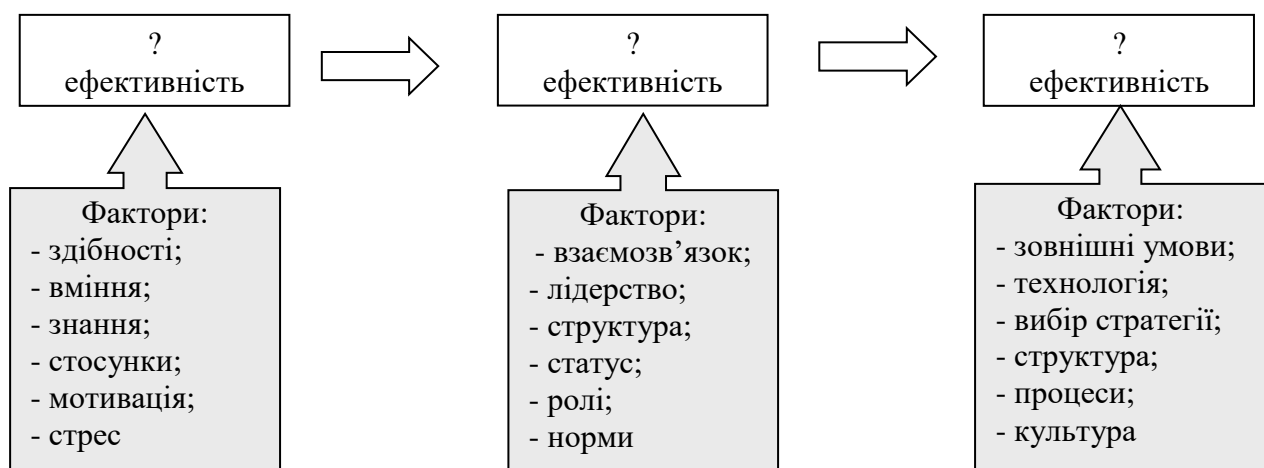 ?
ефективність
?
ефективність
?
ефективність
Фактори:
- здібності;
- вміння;
- знання;
- стосунки;
- мотивація;
- стрес
Фактори:
- взаємозв’язок;
- лідерство;
- структура;
- статус;
- ролі;
- норми
Фактори:
- зовнішні умови;
- технологія;
- вибір стратегії;
- структура;
- процеси;
- культура